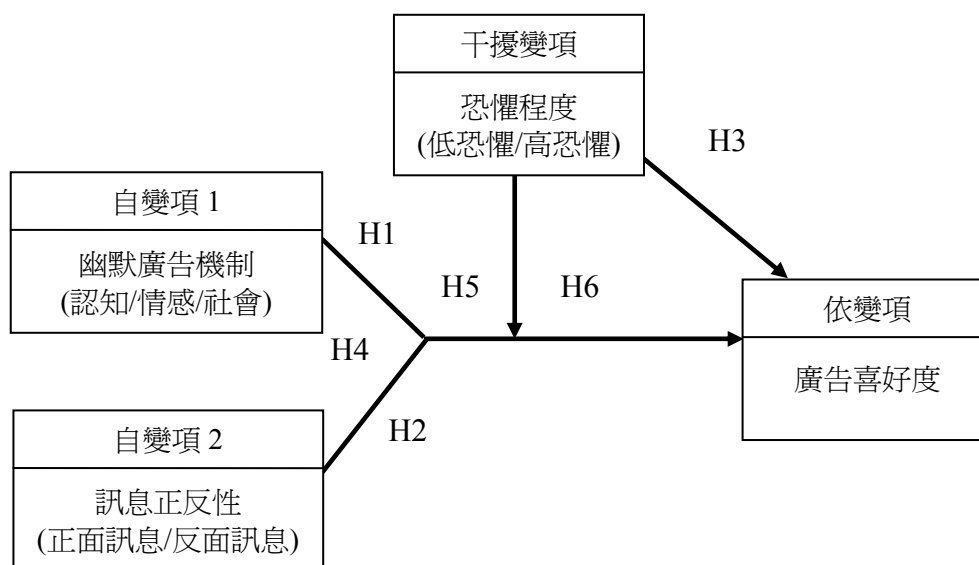 干擾變項
恐懼程度
(低恐懼/高恐懼)
H3
自變項 1
幽默廣告機制
(認知/情感/社會)
H1
H5
H6
依變項
廣告喜好度
H4
自變項 2
訊息正反性
(正面訊息/反面訊息)
H2